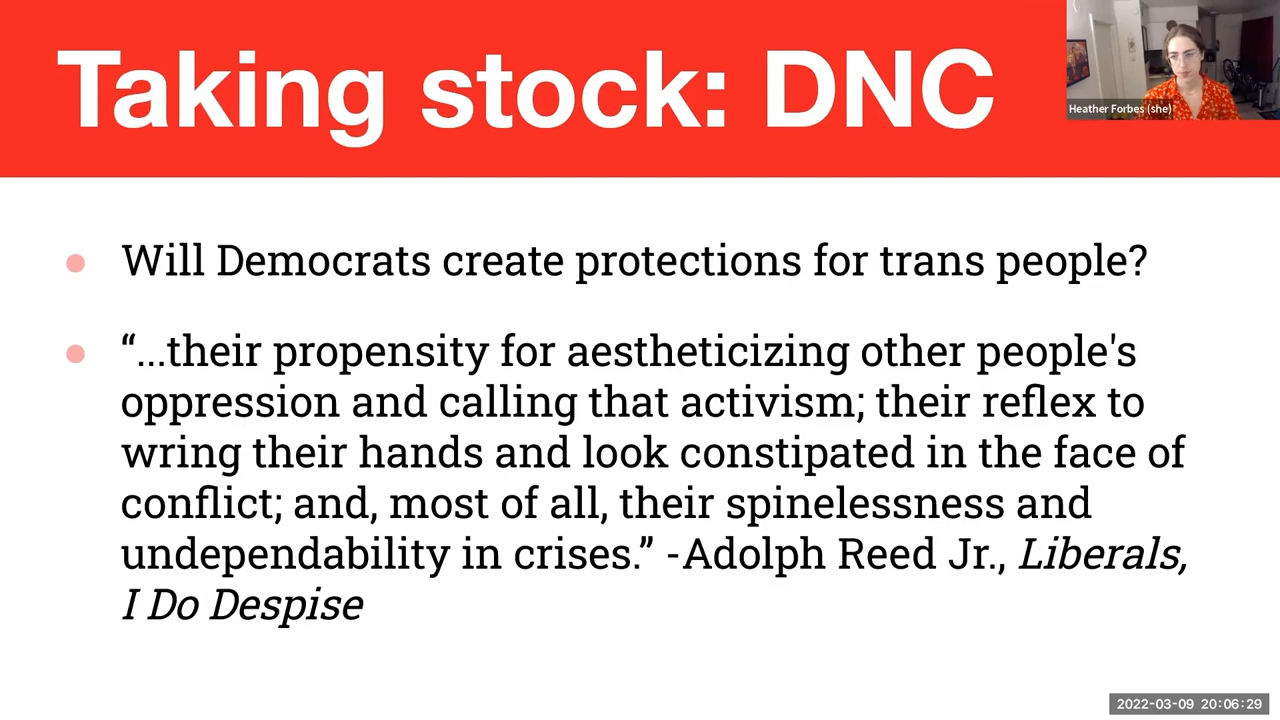 Taking stock: DNC
Heather Forbes (she)
● Will Democrats create protections for trans people?
● “...their propensity for aestheticizing other people's
oppression and calling that activism; their reflex to
wring their hands and look constipated in the face of
conflict; and, most of all, their spinelessness and
undependability in crises.” -Adolph Reed Jr., Liberals,
I Do Despise
2022-03-09 20:06:29